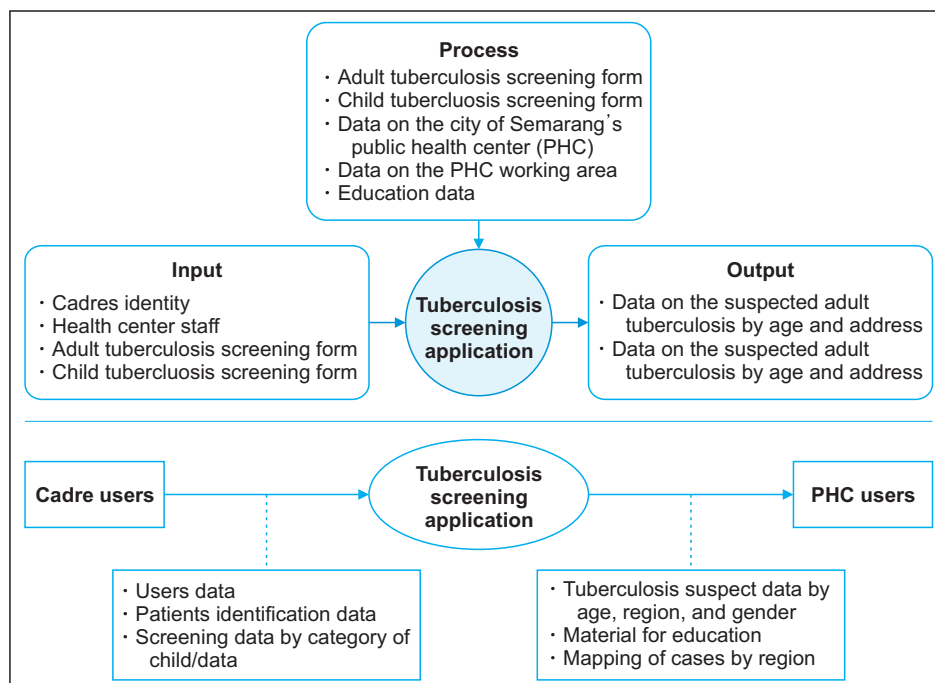 Process
· Adult tuberculosis screening form
· Child tubercluosis screening form
· Data on the city of Semarang's
public health center (PHC)
· Data on the PHC working area
· Education data
Input
· Cadres identity
· Health center staff
· Adult tuberculosis screening form
· Child tubercluosis screening form
Tuberculosis
screening
application
Output
· Data on the suspected adult
tuberculosis by age and address
· Data on the suspected adult
tuberculosis by age and address
Cadre users
Tuberculosis
screening
application
PHC users
· Users data
· Patients identification data
· Screening data by category of
child/data
· Tuberculosis suspect data by
age, region, and gender
· Material for education
· Mapping of cases by region